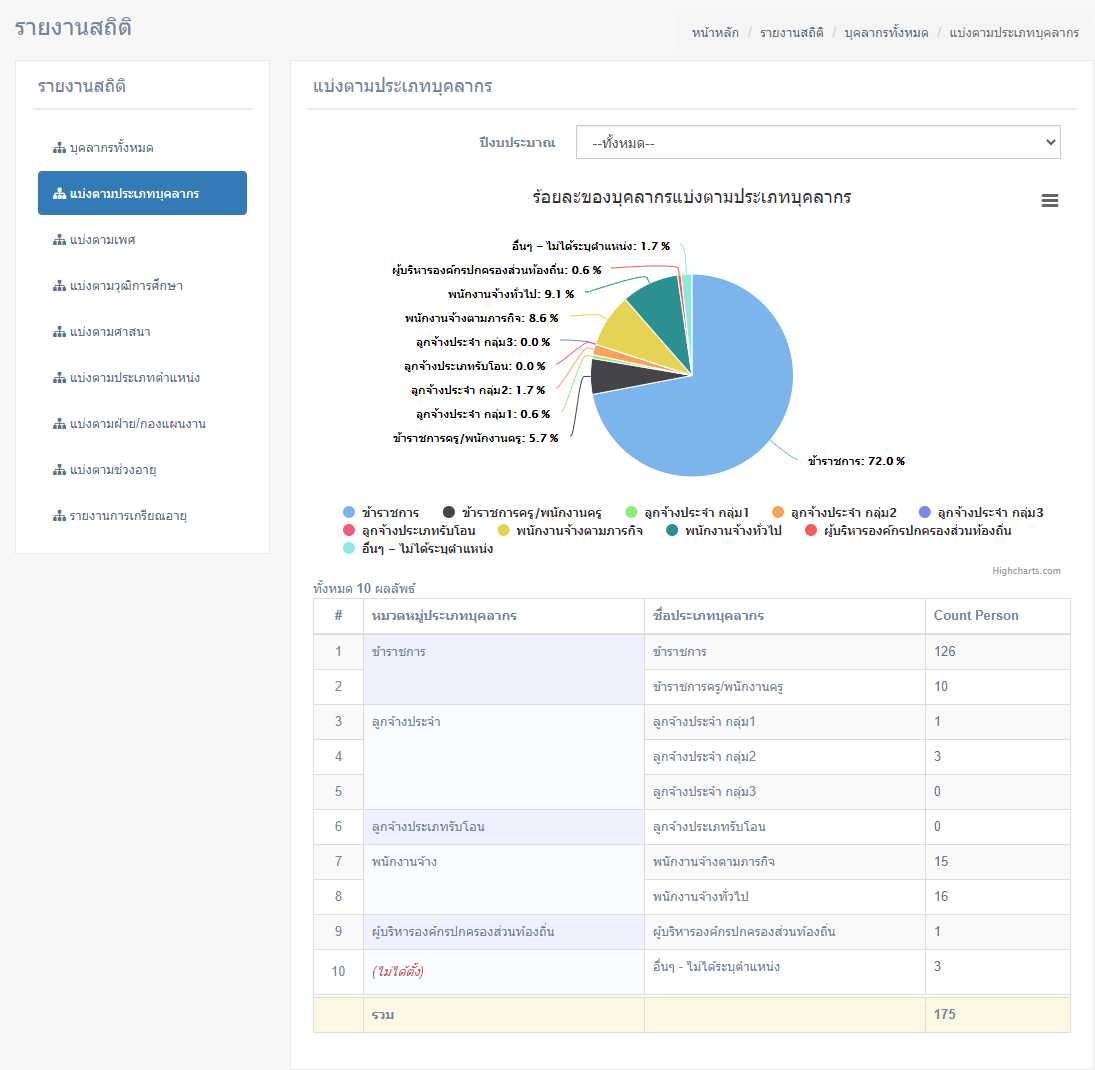 รายงานสถิติ
หน้าหลัก / รายงานสถิติ / บุคลากรทั้งหมด / แบ่งตามประเภทบุคลากร
รายงานสถิติ
บุคลากรทั้งหมด
แบ่งตามประเภทบุคลากร
แบ่งตามเพศ
แบ่งตามวุฒิการศึกษา
แบ่งตามศาสนา
แบ่งตามประเภทตำแหน่ง
แบ่งตามฝ่าย/กองแผนงาน
แบ่งตามช่วงอายุ
รายงานการเกรียณอายุ
แบ่งตามประเภทบุคลากร
ปีงบประมาณ --ทั้งหมด--
ร้อยละของบุคลากรแบ่งตามประเภทบุคลากร
อื่นๆ - ไม่ได้ระบุตำแหน่ง: 1.7 %
ผู้บริหารองค์กรปกครองส่วนท้องถิ่น: 0.6 %
พนักงานจ้างทั่วไป: 9.1 %
พนักงานจ้างตามภารกิจ: 8.6 %
ลูกจ้างประจำ กลุ่ม3: 0.0 %
ลูกจ้างประเภทรับโอน: 0.0 %
ลูกจ้างประจำ กลุ่ม2: 1.7 %
ลูกจ้างประจำ กลุ่ม1: 0.6 %
ข้าราชการครู/พนักงานครู: 5.7 %
ข้าราชการ: 72.0 %
ข้าราชการ ข้าราชการครู/พนักงานครู ลูกจ้างประจำ กลุ่ม1 ลูกจ้างประจำ กลุ่ม2 ลูกจ้างประจำ กลุ่ม3
ลูกจ้างประเภทรับโอน พนักงานจ้างตามภารกิจ พนักงานจ้างทั่วไป ผู้บริหารองค์กรปกครองส่วนท้องถิ่น
อื่นๆ - ไม่ได้ระบุตำแหน่ง
Highcharts.com
ทั้งหมด 10 ผลลัพธ์
# หมวดหมู่ประเภทบุคลากร ชื่อประเภทบุคลากร Count Person
1 ข้าราชการ ข้าราชการ 126
2 ข้าราชการครู/พนักงานครู 10
3 ลูกจ้างประจำ ลูกจ้างประจำ กลุ่ม1 1
4 ลูกจ้างประจำ กลุ่ม2 3
5 ลูกจ้างประจำ กลุ่ม3 0
6 ลูกจ้างประเภทรับโอน ลูกจ้างประเภทรับโอน 0
7 พนักงานจ้าง พนักงานจ้างตามภารกิจ 15
8 พนักงานจ้างทั่วไป 16
9 ผู้บริหารองค์กรปกครองส่วนท้องถิ่น ผู้บริหารองค์กรปกครองส่วนท้องถิ่น 1
10 (ไม่ได้ตั้ง) อื่นๆ - ไม่ได้ระบุตำแหน่ง 3
รวม 175